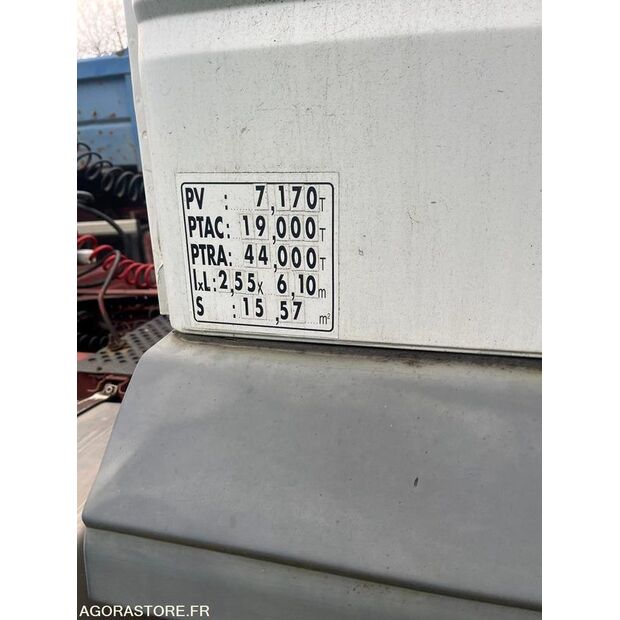 PV : 7,170T
PTAC: 19,000T
PTRA: 44,000T
lxL: 2,55x 6,10m
S : 15,57 m²
AGORASTORE.FR